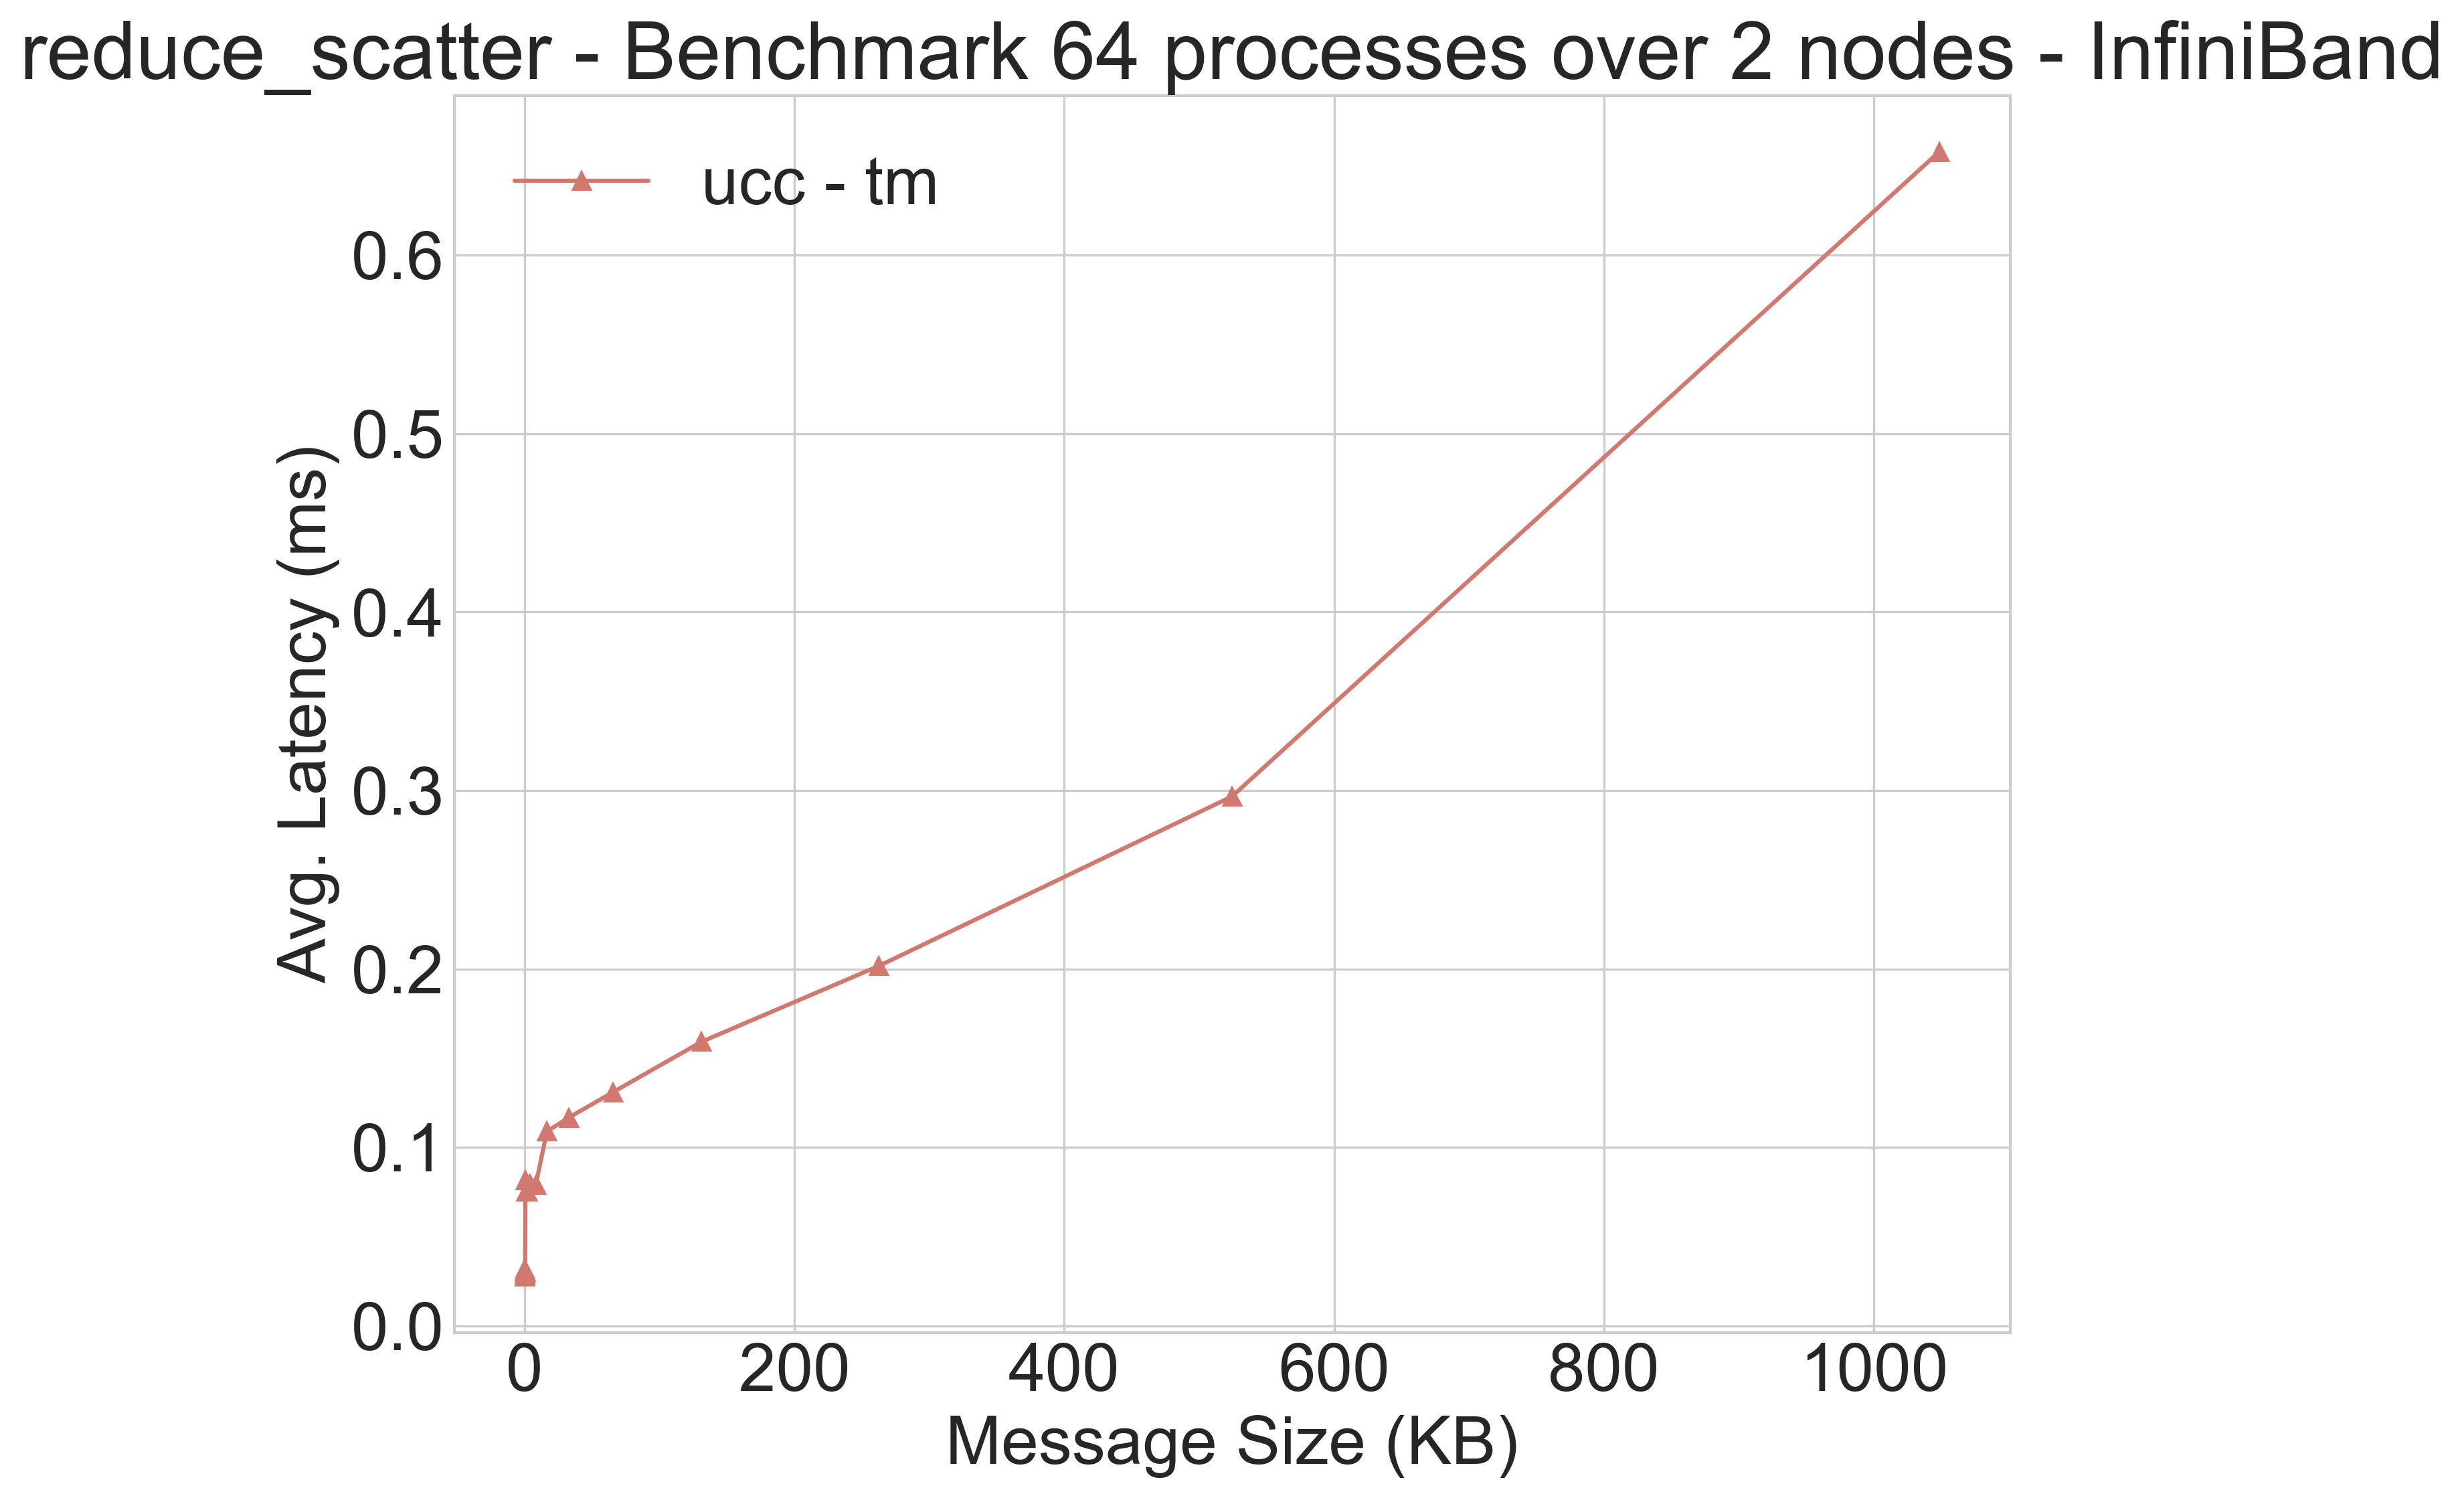 reduce_scatter - Benchmark 64 processes over 2 nodes - InfiniBand
ucc - tm
Avg. Latency (ms)
0.6
0.5
0.4
0.3
0.2
0.1
0.0
0 200 400 600 800 1000
Message Size (KB)